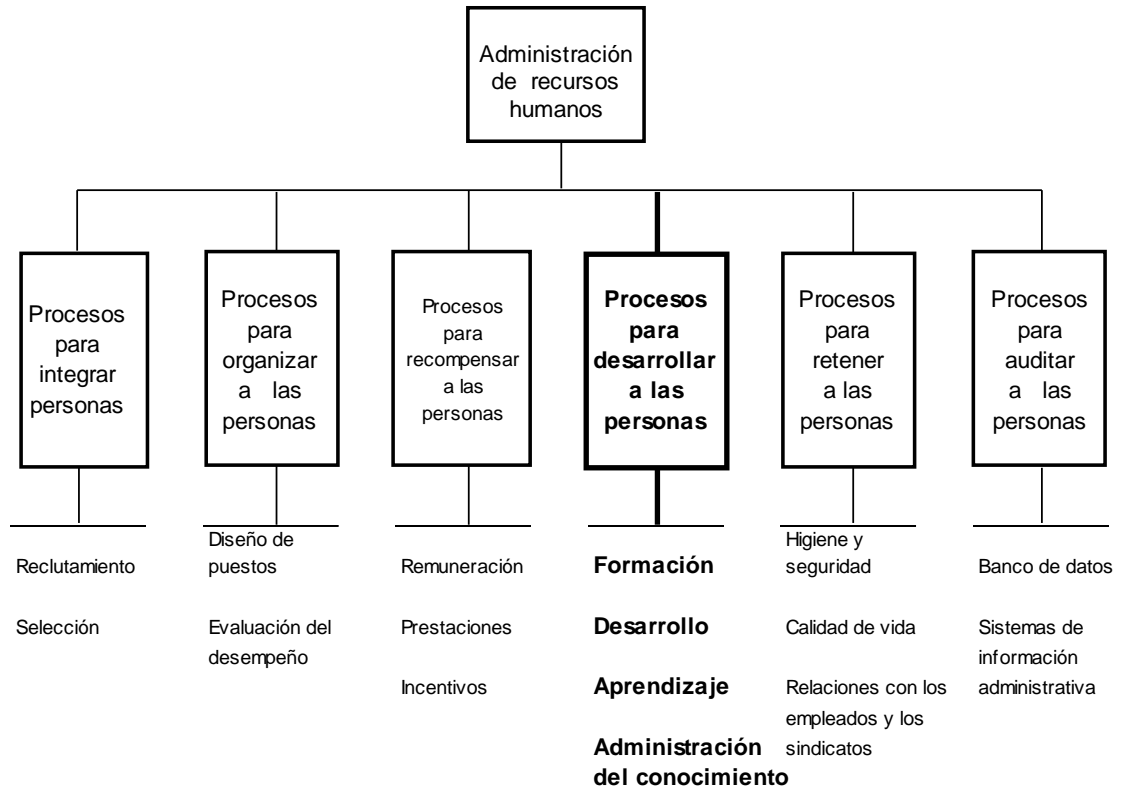 Administración
de recursos
humanos
Procesos
para
integrar
personas
Procesos
para
organizar
a las
personas
Procesos
para
recompensar
a las
personas
Procesos
para
desarrollar
a las
personas
Procesos
para
retener
a las
personas
Procesos
para
auditar
a las
personas
Reclutamiento
Selección
Diseño de
puestos
Evaluación del
desempeño
Remuneración
Prestaciones
Incentivos
Formación
Desarrollo
Aprendizaje
Administración
del conocimiento
Higiene y
seguridad
Calidad de vida
Relaciones con los
empleados y los
sindicatos
Banco de datos
Sistemas de
información
administrativa